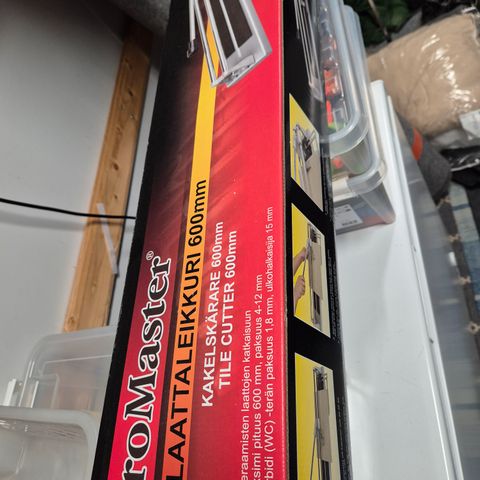 roMaster®
LAATTALEIKKURI 600mm
KAKELSKÄRARE 600mm
TILE CUTTER 600mm
eraamisten laattojen katkaisuun
ksimi pituus 600 mm, paksuus 4-12 mm
rbidi (WC) -terän paksuus 1,8 mm, ulkohalkaisija 15 mm